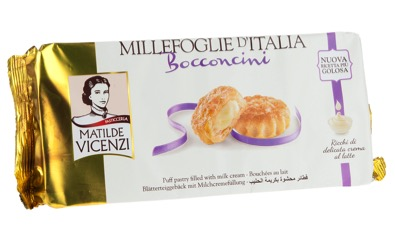 MILLEFOGLIE D'ITALIA
Bocconcini
NUOVA
RICETTA PIÙ
GOLOSA
PASTICCERIA
MATILDE
VICENZI
Ricchi di
delicata crema
al latte
Puff pastry filled with milk cream · Bouchées au lait
Blätterteiggebäck mit Milchcremefüllung · فطائر محشوة بكريمة الحليب